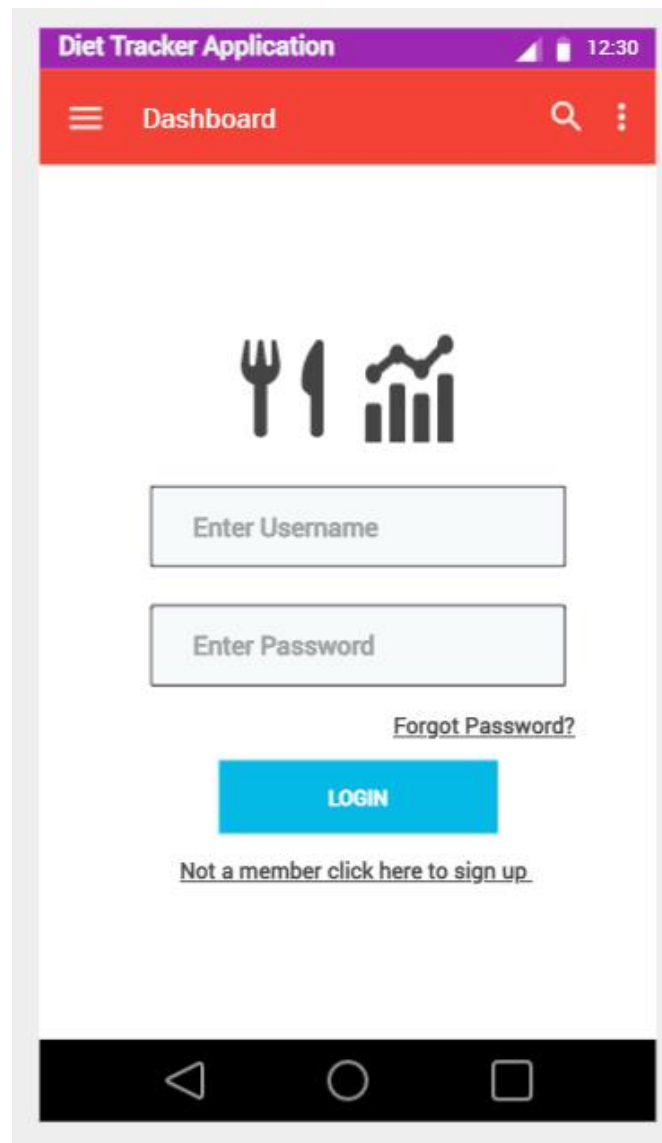 Diet Tracker Application 12:30
Dashboard
Enter Username
Enter Password
Forgot Password?
LOGIN
Not a member click here to sign up